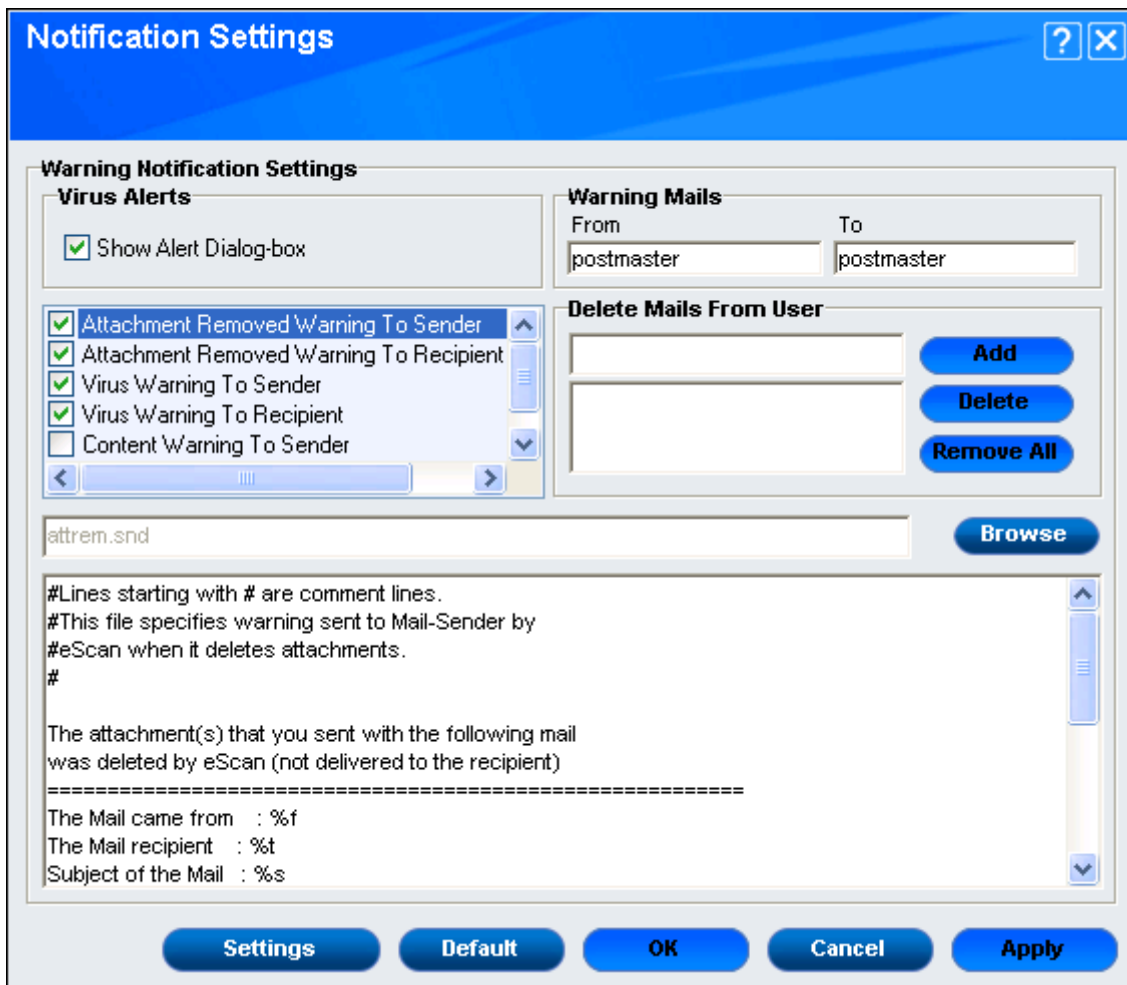 Notification Settings
?
Warning Notification Settings
Virus Alerts
Show Alert Dialog-box
Warning Mails
From To
postmaster postmaster
Attachment Removed Warning To Sender
Attachment Removed Warning To Recipient
Virus Warning To Sender
Virus Warning To Recipient
Content Warning To Sender
Delete Mails From User
Add
Delete
Remove All
attrem.snd
Browse
#Lines starting with # are comment lines.
#This file specifies warning sent to Mail-Sender by
#eScan when it deletes attachments.
#
The attachment(s) that you sent with the following mail
was deleted by eScan (not delivered to the recipient)
==========================================================
The Mail came from : %f
The Mail recipient : %t
Subject of the Mail : %s
Settings Default OK Cancel Apply